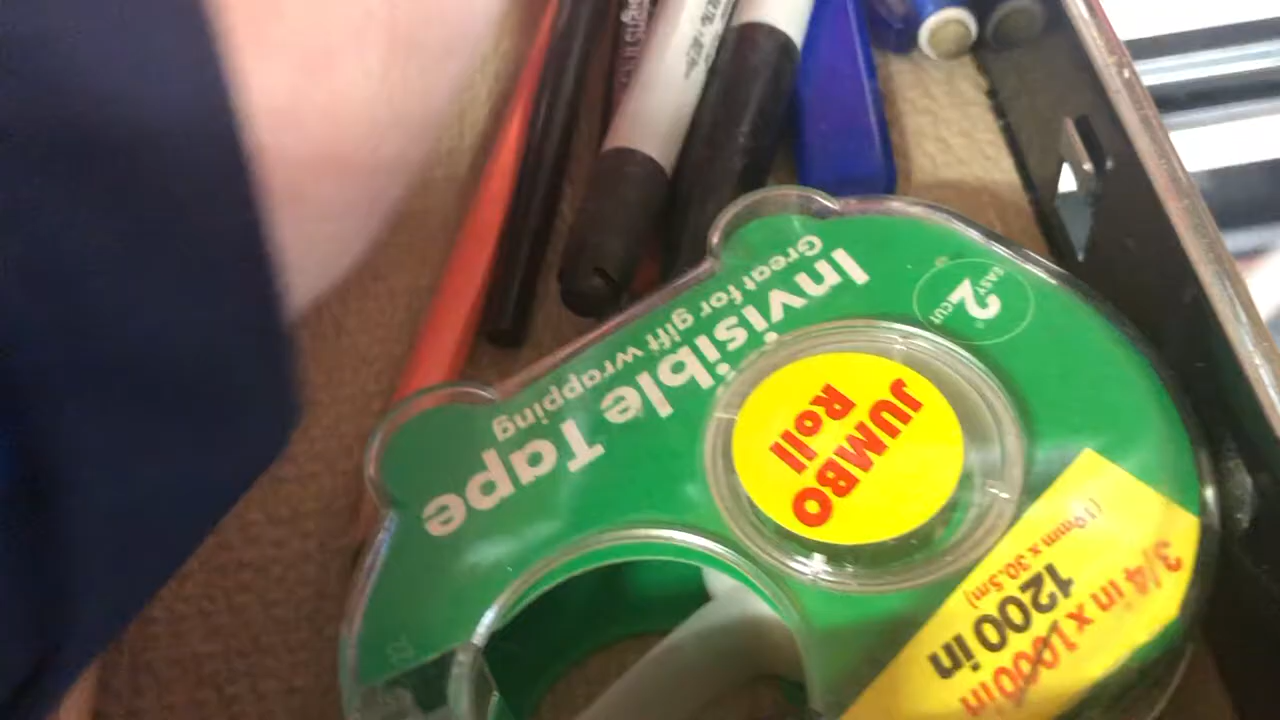 Invisible Tape
Great for gift wrapping
EASY
2
CUT
JUMBO
Roll
3/4 in x 1000 in
1200 in
(19mm x 30.5m)